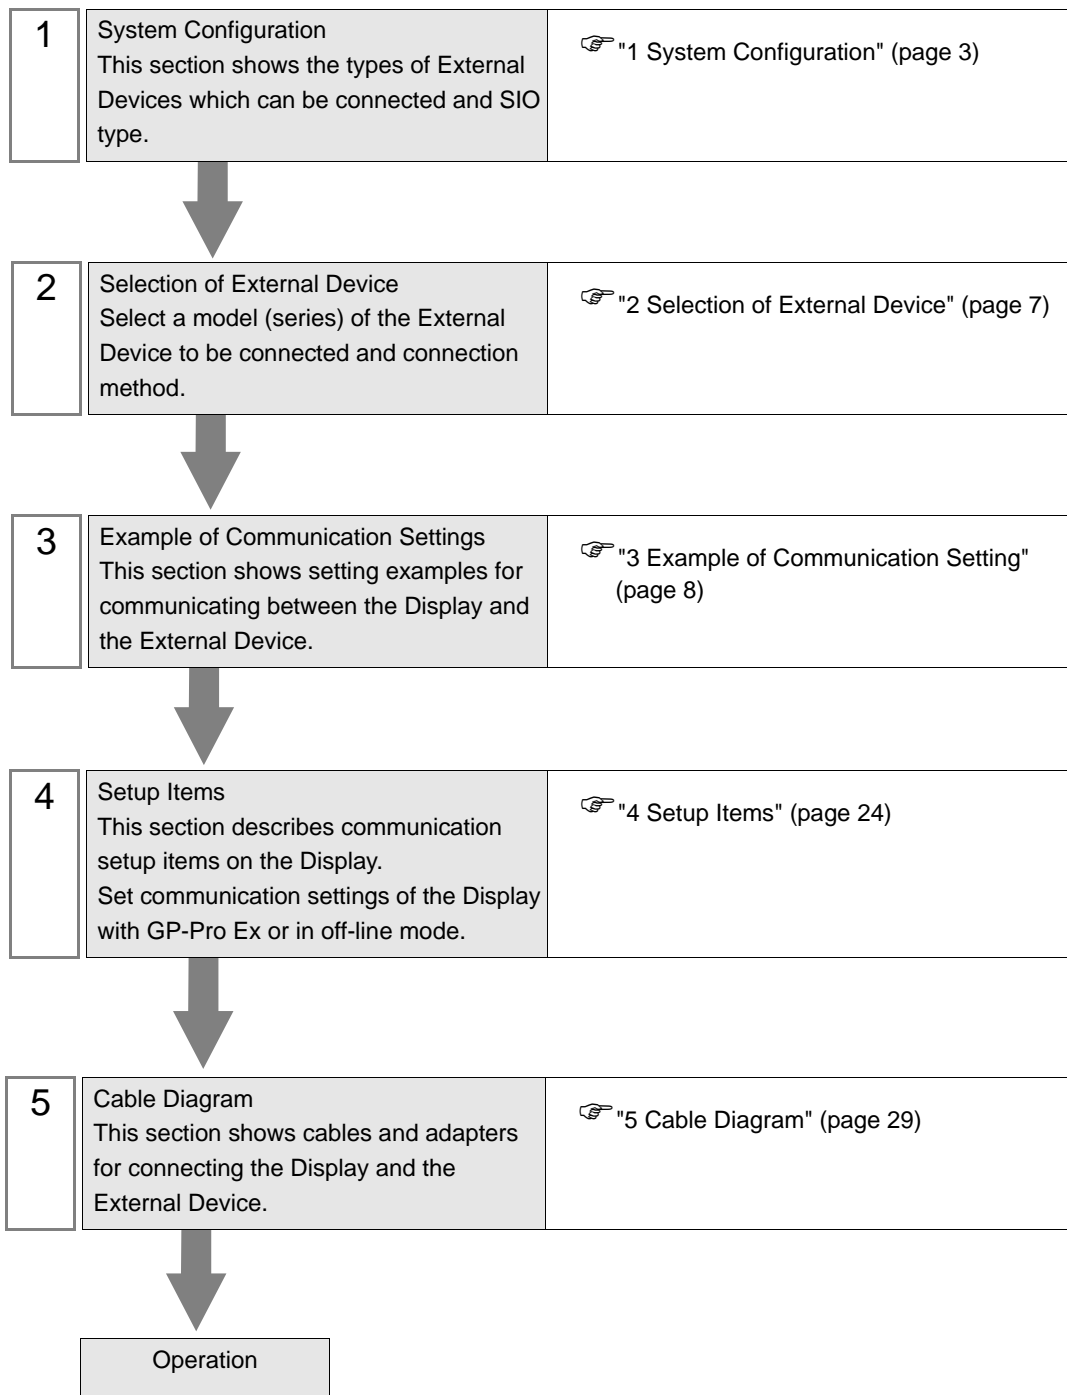 1
System Configuration
This section shows the types of External
Devices which can be connected and SIO
type.
"1 System Configuration" (page 3)
2
Selection of External Device
Select a model (series) of the External
Device to be connected and connection
method.
"2 Selection of External Device" (page 7)
3
Example of Communication Settings
This section shows setting examples for
communicating between the Display and
the External Device.
"3 Example of Communication Setting"
(page 8)
4
Setup Items
This section describes communication
setup items on the Display.
Set communication settings of the Display
with GP-Pro Ex or in off-line mode.
"4 Setup Items" (page 24)
5
Cable Diagram
This section shows cables and adapters
for connecting the Display and the
External Device.
"5 Cable Diagram" (page 29)
Operation